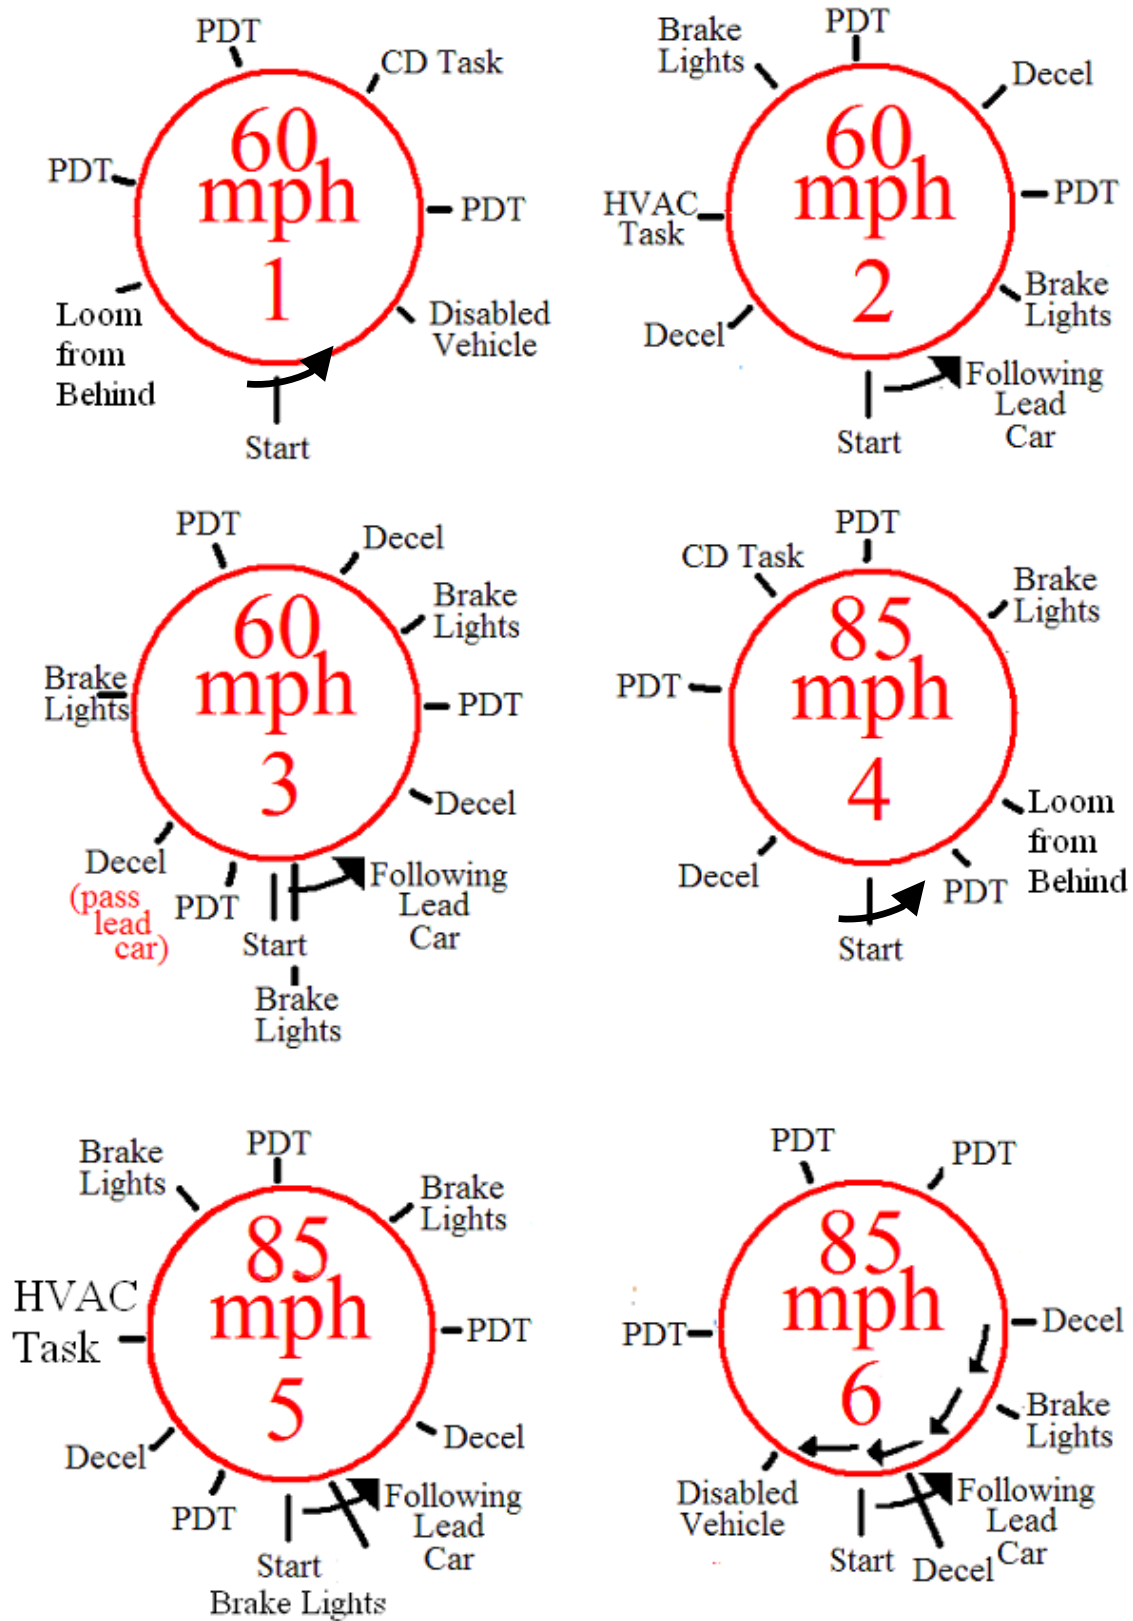 PDT
CD Task
PDT
60
mph
1
PDT
Loom
from
Behind
Disabled
Vehicle
Start
Brake
Lights
PDT
Decel
HVAC
Task
60
mph
2
PDT
Decel
Brake
Lights
Following
Lead
Car
Start
PDT
Decel
Brake
Lights
Brake
Lights
60
mph
3
PDT
Decel
Decel
(pass
lead
car)
PDT
Following
Lead
Car
Start
Brake
Lights
CD Task
PDT
Brake
Lights
PDT
85
mph
4
Loom
from
Behind
Decel
PDT
Start
Brake
Lights
PDT
Brake
Lights
HVAC
Task
85
mph
5
PDT
Decel
Decel
PDT
Following
Lead
Car
Start
Brake Lights
PDT
PDT
PDT
85
mph
6
Decel
Brake
Lights
Disabled
Vehicle
Following
Lead
Car
Start
Decel